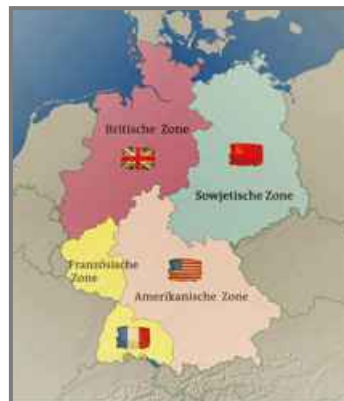 Britische Zone
Sowjetische Zone
Französische
Zone
Amerikanische Zone